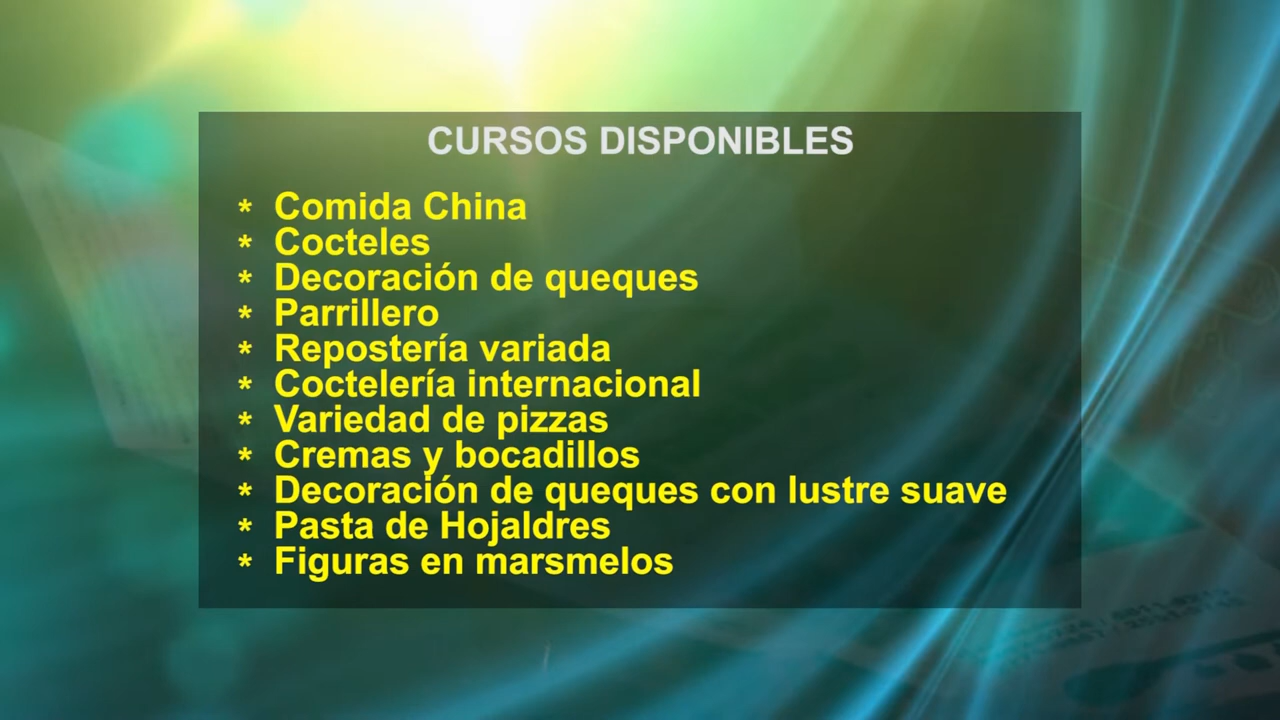 CURSOS DISPONIBLES
* Comida China
* Cocteles
* Decoración de queques
* Parrillero
* Repostería variada
* Coctelería internacional
* Variedad de pizzas
* Cremas y bocadillos
* Decoración de queques con lustre suave
* Pasta de Hojaldres
* Figuras en marsmelos